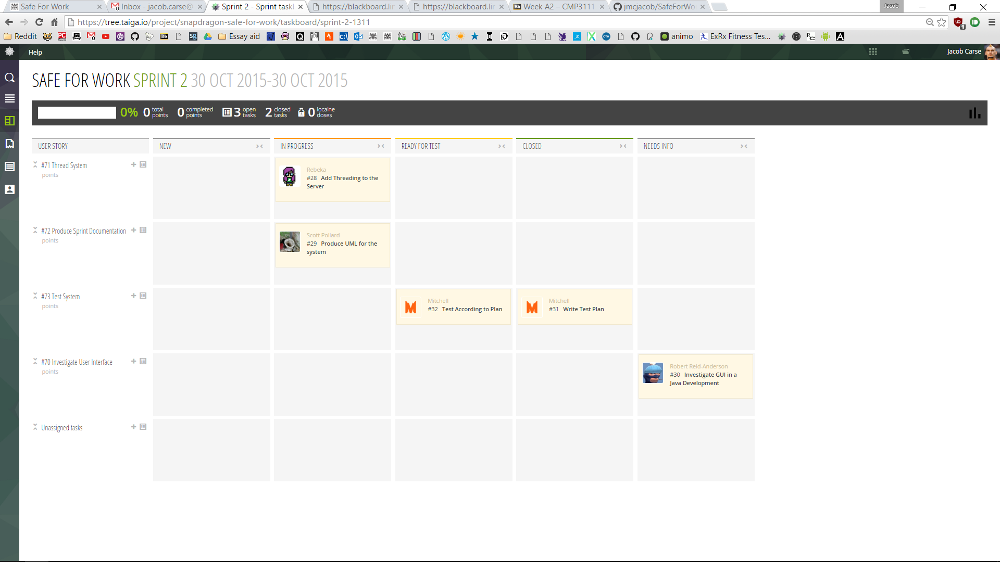 Safe For Work
Inbox - jacob.carse@
Sprint 2 - Sprint task
https://blackboard.lin
https://blackboard.lin
Week A2 – CMP3111
jmcjacob/SafeForWo
Jacob
https://tree.taiga.io/project/snapdragon-safe-for-work/taskboard/sprint-2-1311
Reddit
Essay aid
animo
ExRx Fitness Tes...
Help
Jacob Carse
SAFE FOR WORK SPRINT 2 30 OCT 2015-30 OCT 2015
0% 0 total points 0 completed points 3 open tasks 2 closed tasks 0 iocaine doses
USER STORY NEW IN PROGRESS READY FOR TEST CLOSED NEEDS INFO
#71 Thread System
points
Rebeka
#28 Add Threading to the
Server
#72 Produce Sprint Documentation
points
Scott Pollard
#29 Produce UML for the
system
#73 Test System
points
Mitchell
#32 Test According to Plan
Mitchell
#31 Write Test Plan
#70 Investigate User Interface
points
Robert Reid-Anderson
#30 Investigate GUI in a
Java Development
Unassigned tasks